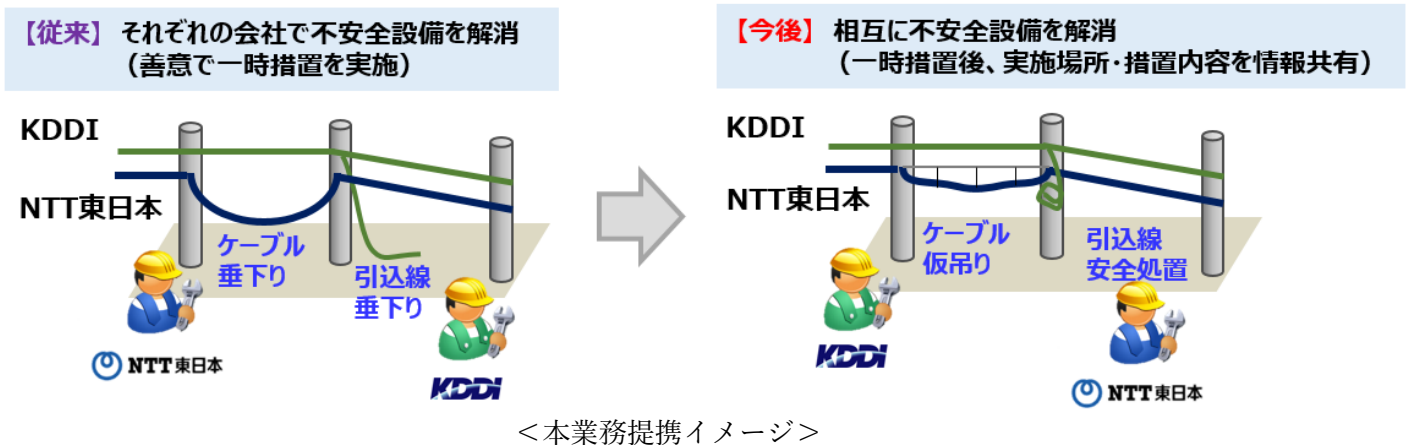 【従来】 それぞれの会社で不安全設備を解消
（善意で一時措置を実施）
KDDI
NTT東日本
ケーブル
垂下り
引込線
垂下り
NTT東日本
KDDI
【今後】 相互に不安全設備を解消
（一時措置後、実施場所・措置内容を情報共有）
KDDI
NTT東日本
ケーブル
仮吊り
引込線
安全処置
KDDI
NTT東日本
＜本業務提携イメージ＞